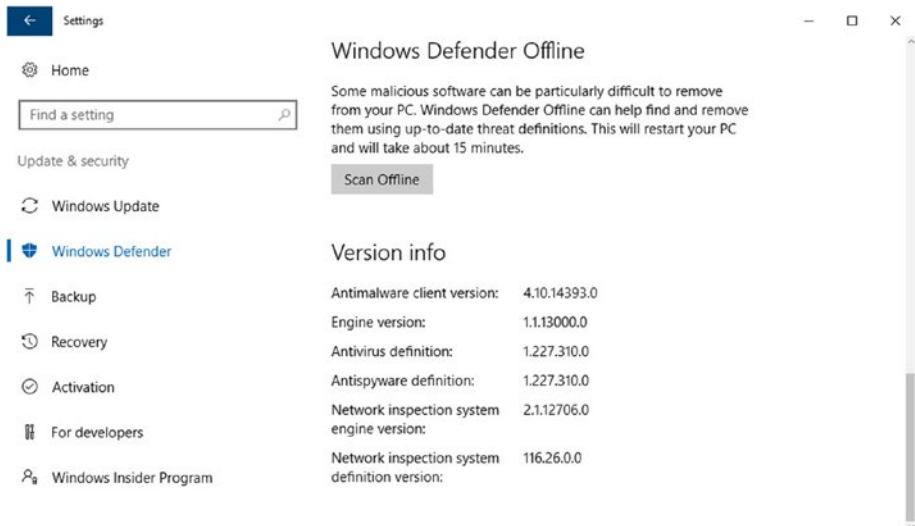 Settings
Home
Find a setting
Update & security
Windows Update
Windows Defender
Backup
Recovery
Activation
For developers
Windows Insider Program
Windows Defender Offline
Some malicious software can be particularly difficult to remove
from your PC. Windows Defender Offline can help find and remove
them using up-to-date threat definitions. This will restart your PC
and will take about 15 minutes.
Scan Offline
Version info
Antimalware client version: 4.10.14393.0
Engine version: 1.1.13000.0
Antivirus definition: 1.227.310.0
Antispyware definition: 1.227.310.0
Network inspection system 2.1.12706.0
engine version:
Network inspection system 116.26.0.0
definition version: